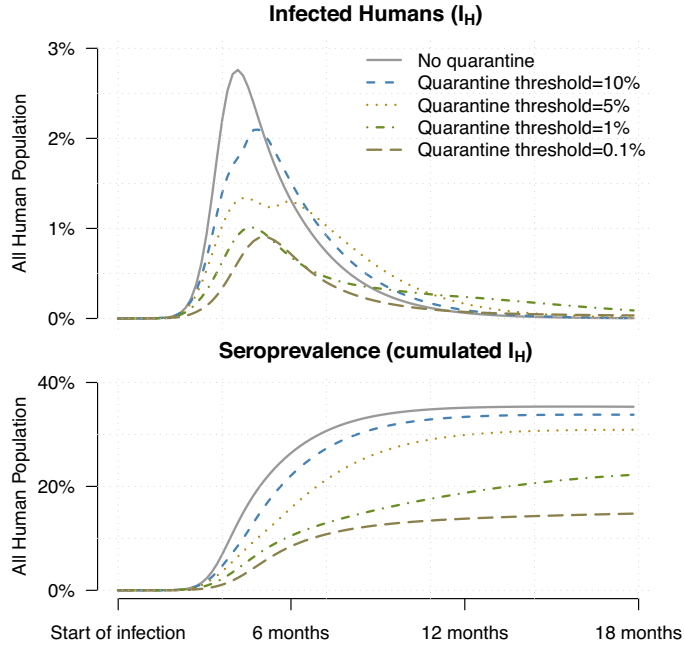 Infected Humans (I_H)
3%
2%
1%
0%
All Human Population
No quarantine
Quarantine threshold=10%
Quarantine threshold=5%
Quarantine threshold=1%
Quarantine threshold=0.1%
Seroprevalence (cumulated I_H)
40%
20%
0%
All Human Population
Start of infection
6 months
12 months
18 months